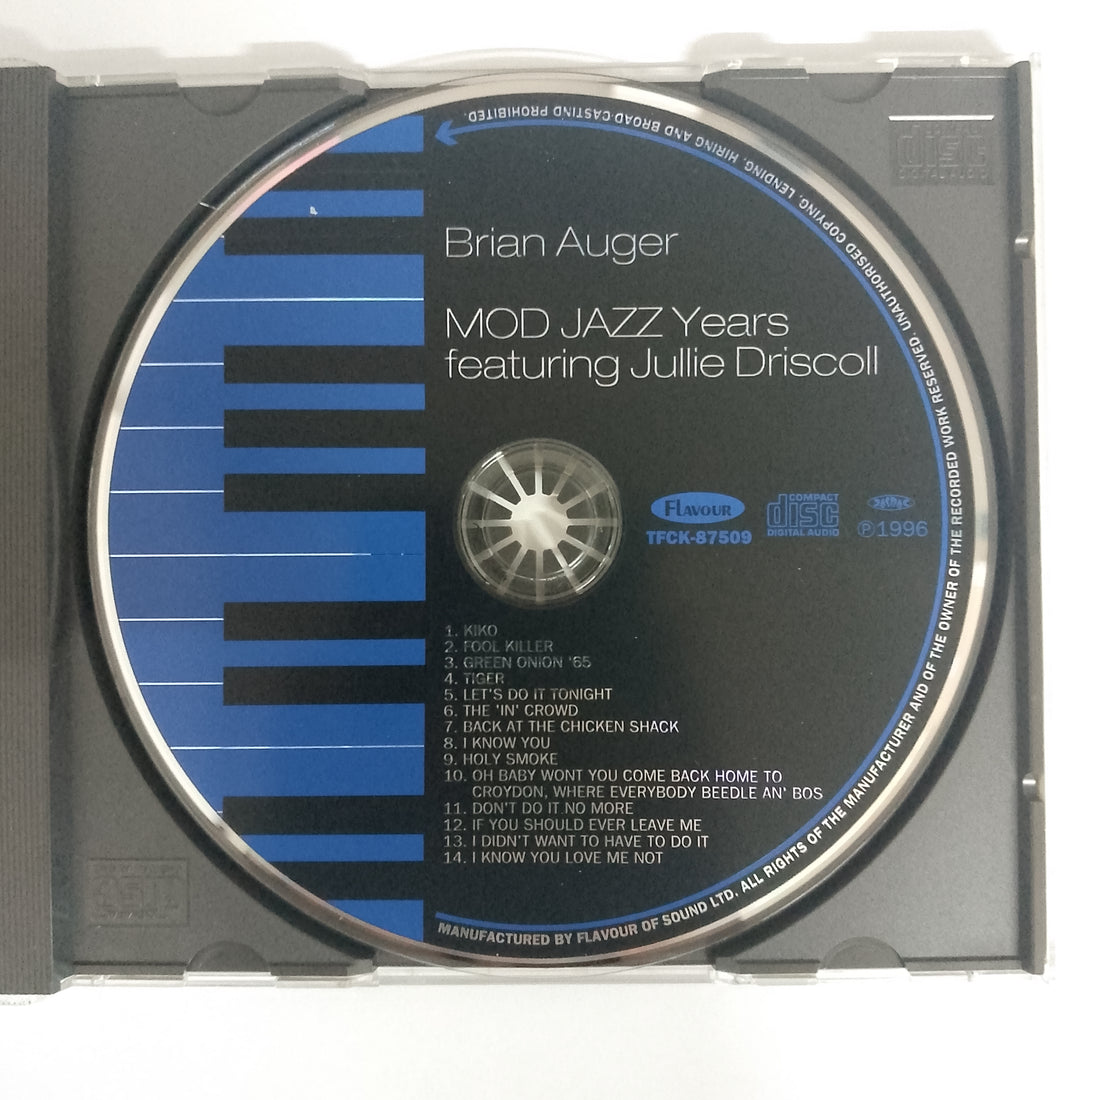 Brian Auger
MOD JAZZ Years
featuring Jullie Driscoll
FLAVOUR
TFCK-87509
COMPACT
disc
DIGITAL AUDIO
Ⓟ1996
1. KIKO
2. FOOL KILLER
3. GREEN ONION '65
4. TIGER
5. LET'S DO IT TONIGHT
6. THE 'IN' CROWD
7. BACK AT THE CHICKEN SHACK
8. I KNOW YOU
9. HOLY SMOKE
10. OH BABY WONT YOU COME BACK HOME TO
CROYDON, WHERE EVERYBODY BEEDLE AN' BOS
11. DON'T DO IT NO MORE
12. IF YOU SHOULD EVER LEAVE ME
13. I DIDN'T WANT TO HAVE TO DO IT
14. I KNOW YOU LOVE ME NOT
MANUFACTURED BY FLAVOUR OF SOUND LTD. ALL RIGHTS OF THE MANUFACTURER AND OF THE OWNER OF THE RECORDED WORK RESERVED. UNAUTHORISED COPYING, LENDING, HIRING AND BROAD-CASTIND PROHIBITED.
disc
DIGITAL AUDIO